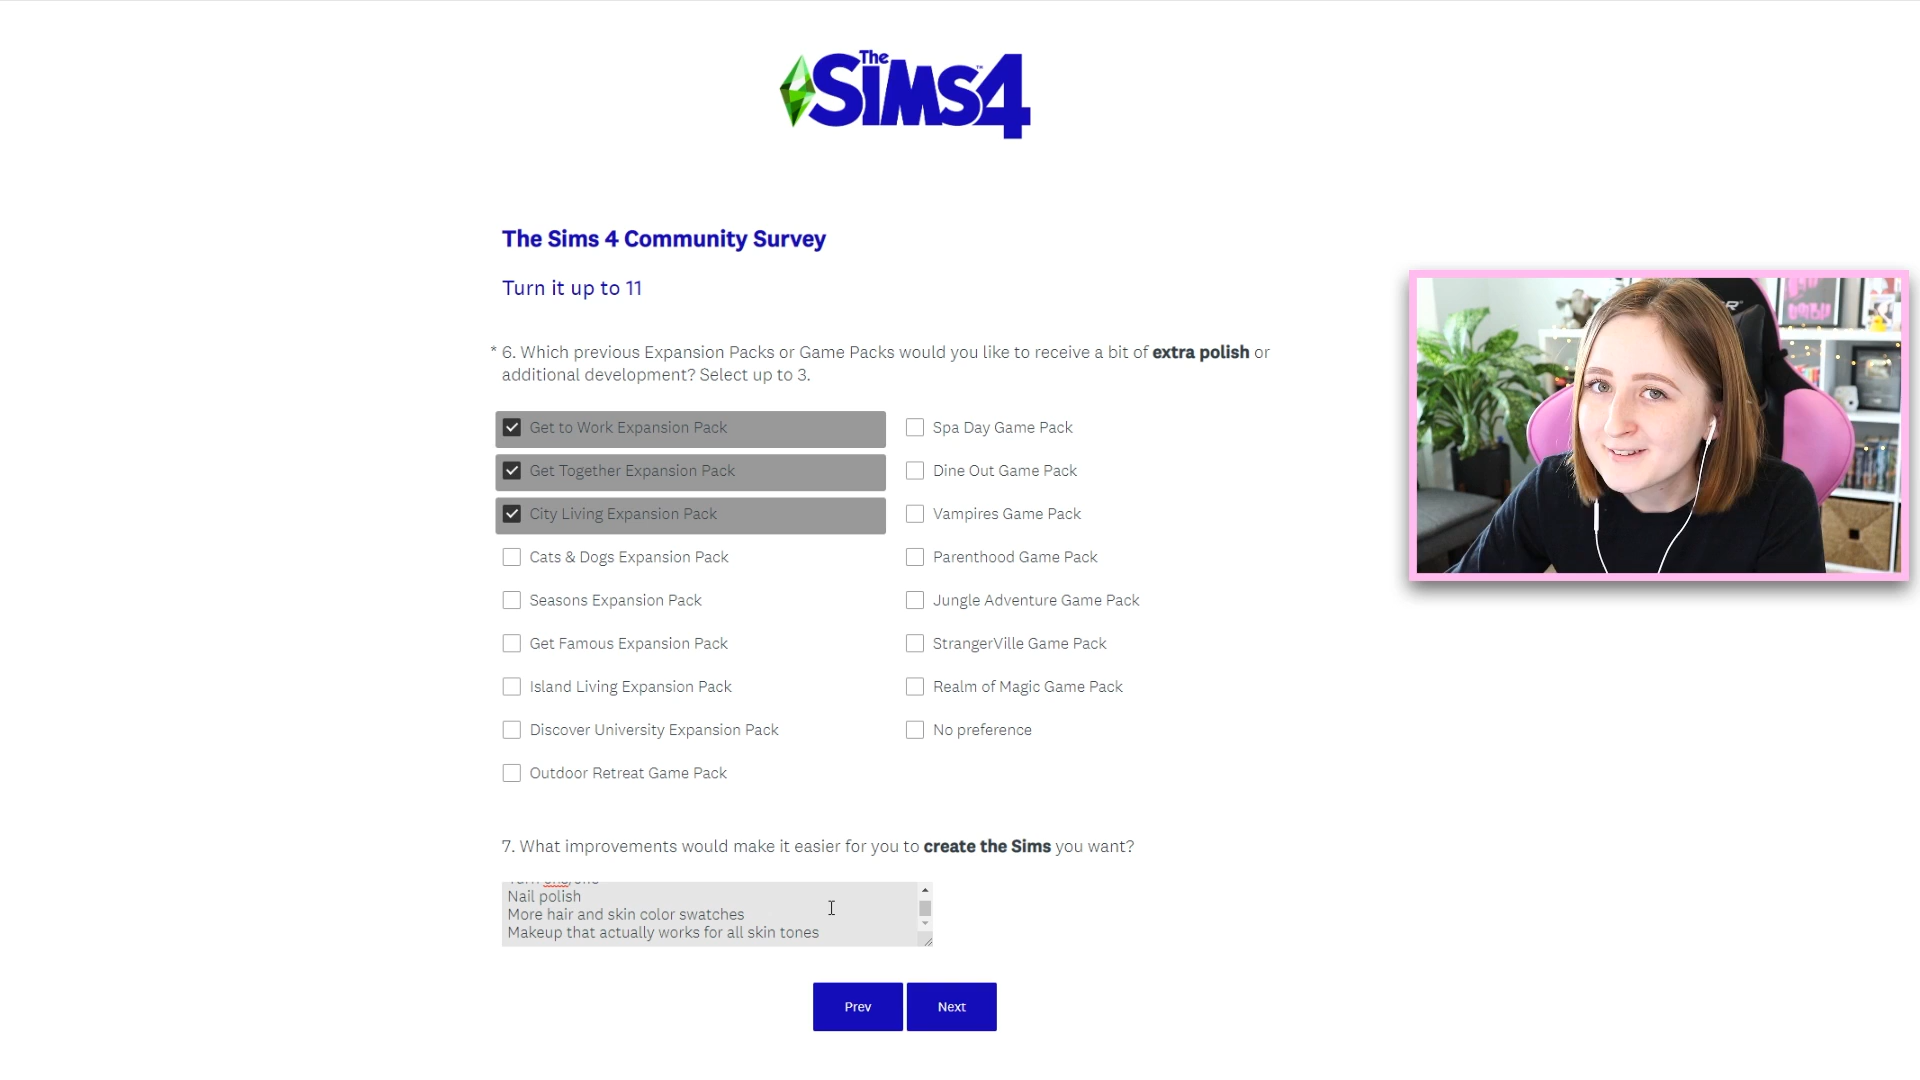 The
SiMS4
The Sims 4 Community Survey
Turn it up to 11
* 6. Which previous Expansion Packs or Game Packs would you like to receive a bit of extra polish or
additional development? Select up to 3.
Get to Work Expansion Pack
Get Together Expansion Pack
City Living Expansion Pack
Cats & Dogs Expansion Pack
Seasons Expansion Pack
Get Famous Expansion Pack
Island Living Expansion Pack
Discover University Expansion Pack
Outdoor Retreat Game Pack
Spa Day Game Pack
Dine Out Game Pack
Vampires Game Pack
Parenthood Game Pack
Jungle Adventure Game Pack
StrangerVille Game Pack
Realm of Magic Game Pack
No preference
7. What improvements would make it easier for you to create the Sims you want?
Nail polish
More hair and skin color swatches
Makeup that actually works for all skin tones
Prev
Next